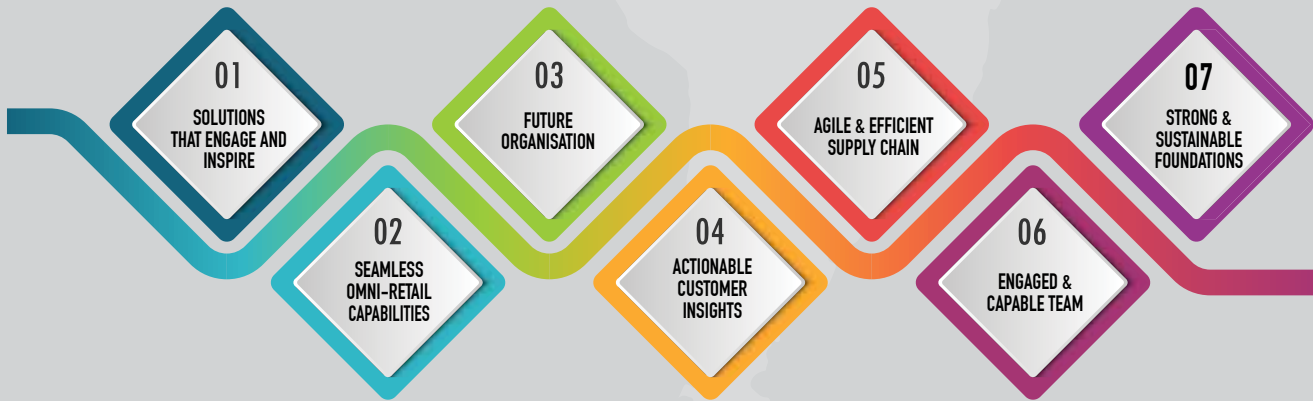 01
SOLUTIONS
THAT ENGAGE AND
INSPIRE
02
SEAMLESS
OMNI-RETAIL
CAPABILITIES
03
FUTURE
ORGANISATION
04
ACTIONABLE
CUSTOMER
INSIGHTS
05
AGILE & EFFICIENT
SUPPLY CHAIN
06
ENGAGED &
CAPABLE TEAM
07
STRONG &
SUSTAINABLE
FOUNDATIONS